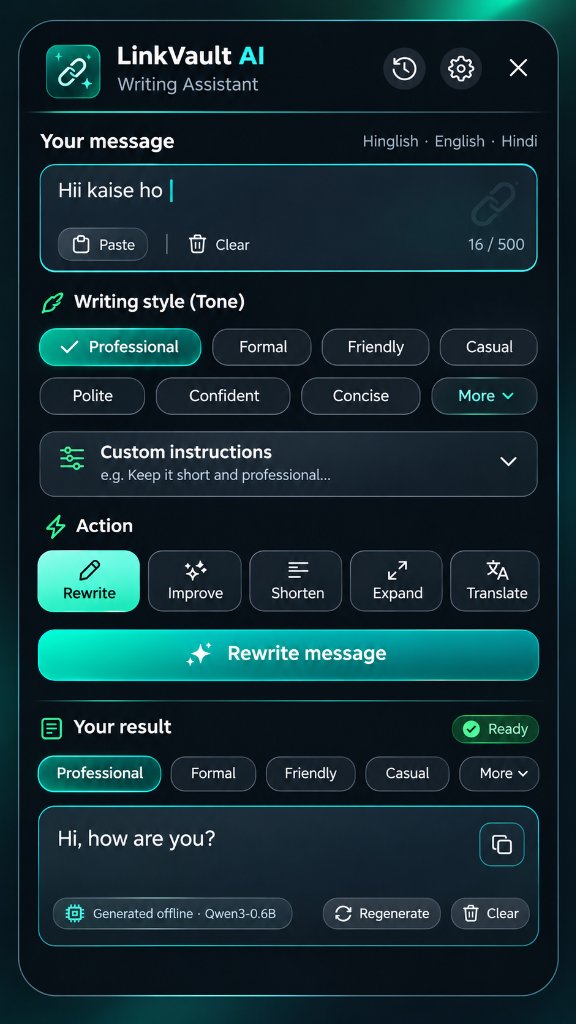 LinkVault AI
Writing Assistant
Your message
Hinglish · English · Hindi
Hii kaise ho
Paste
Clear
16 / 500
Writing style (Tone)
Professional
Formal
Friendly
Casual
Polite
Confident
Concise
More
Custom instructions
e.g. Keep it short and professional...
Action
Rewrite
Improve
Shorten
Expand
Translate
Rewrite message
Your result
Ready
Professional
Formal
Friendly
Casual
More
Hi, how are you?
Generated offline · Qwen3-0.6B
Regenerate
Clear